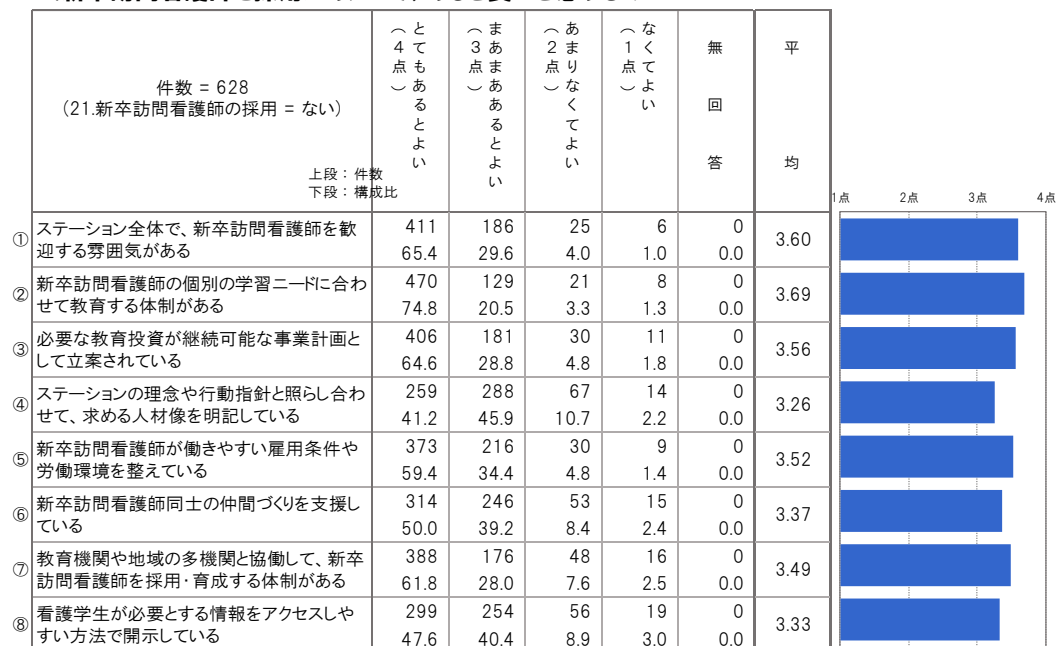 件数 = 628
（21.新卒訪問看護師の採用 = ない）
上段：件数
下段：構成比
とてもあるとよい
（4点）
まあまああるとよい
（3点）
あまりなくてよい
（2点）
なくてよい
（1点）
無回答
平均
1点 2点 3点 4点
① ステーション全体で、新卒訪問看護師を歓 411 186 25 6 0
迎する雰囲気がある 65.4 29.6 4.0 1.0 0.0 3.60
② 新卒訪問看護師の個別の学習ニードに合わ 470 129 21 8 0
せて教育する体制がある 74.8 20.5 3.3 1.3 0.0 3.69
③ 必要な教育投資が継続可能な事業計画と 406 181 30 11 0
して立案されている 64.6 28.8 4.8 1.8 0.0 3.56
④ ステーションの理念や行動指針と照らし合わ 259 288 67 14 0
せて、求める人材像を明記している 41.2 45.9 10.7 2.2 0.0 3.26
⑤ 新卒訪問看護師が働きやすい雇用条件や 373 216 30 9 0
労働環境を整えている 59.4 34.4 4.8 1.4 0.0 3.52
⑥ 新卒訪問看護師同士の仲間づくりを支援し 314 246 53 15 0
ている 50.0 39.2 8.4 2.4 0.0 3.37
⑦ 教育機関や地域の多機関と協働して、新卒 388 176 48 16 0
訪問看護師を採用・育成する体制がある 61.8 28.0 7.6 2.5 0.0 3.49
⑧ 看護学生が必要とする情報をアクセスしや 299 254 56 19 0
すい方法で開示している 47.6 40.4 8.9 3.0 0.0 3.33